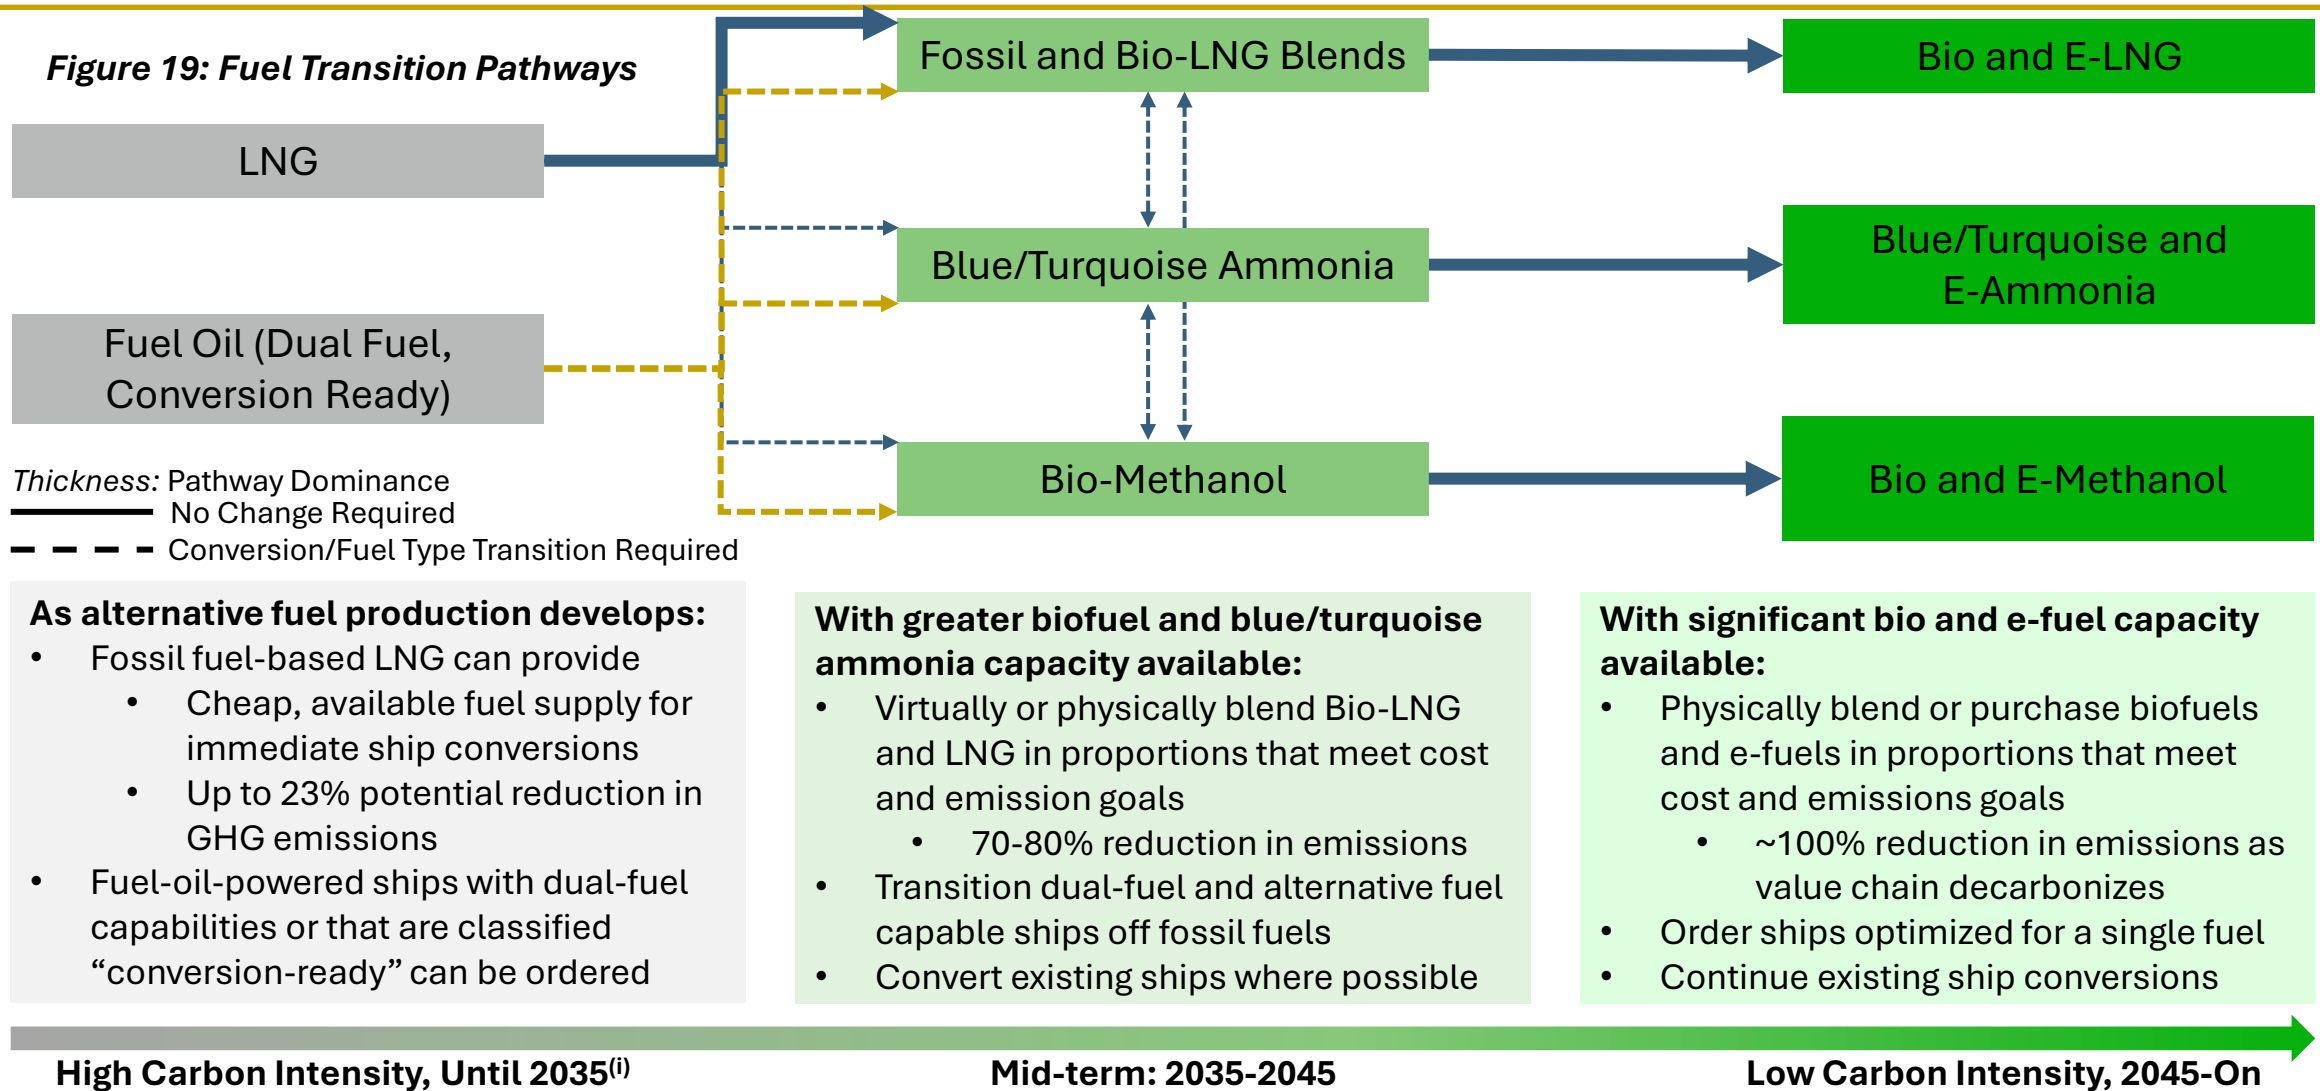 Figure 19: Fuel Transition Pathways
LNG
Fuel Oil (Dual Fuel,
Conversion Ready)
Fossil and Bio-LNG Blends
Blue/Turquoise Ammonia
Bio-Methanol
Bio and E-LNG
Blue/Turquoise and
E-Ammonia
Bio and E-Methanol
Thickness: Pathway Dominance
No Change Required
Conversion/Fuel Type Transition Required
As alternative fuel production develops:
• Fossil fuel-based LNG can provide
• Cheap, available fuel supply for
immediate ship conversions
• Up to 23% potential reduction in
GHG emissions
• Fuel-oil-powered ships with dual-fuel
capabilities or that are classified
“conversion-ready” can be ordered
With greater biofuel and blue/turquoise
ammonia capacity available:
• Virtually or physically blend Bio-LNG
and LNG in proportions that meet cost
and emission goals
• 70-80% reduction in emissions
• Transition dual-fuel and alternative fuel
capable ships off fossil fuels
• Convert existing ships where possible
With significant bio and e-fuel capacity
available:
• Physically blend or purchase biofuels
and e-fuels in proportions that meet
cost and emissions goals
• ~100% reduction in emissions as
value chain decarbonizes
• Order ships optimized for a single fuel
• Continue existing ship conversions
High Carbon Intensity, Until 2035(i)
Mid-term: 2035-2045
Low Carbon Intensity, 2045-On